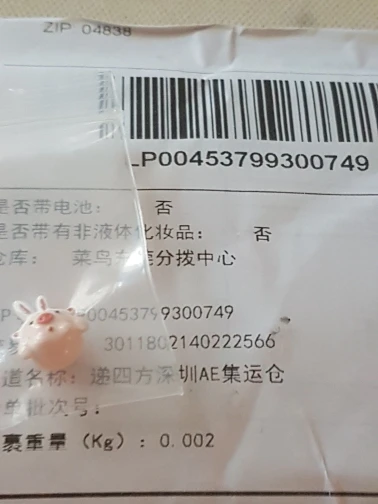 ZIP 04838
LP00453799300749
是否带电池： 否
是否带有非液体化妆品： 否
仓库： 菜鸟东莞分拨中心
00453799300749
3011802140222566
道名称：递四方深圳AE集运仓
单批次号：
裹重量（Kg）：0.002